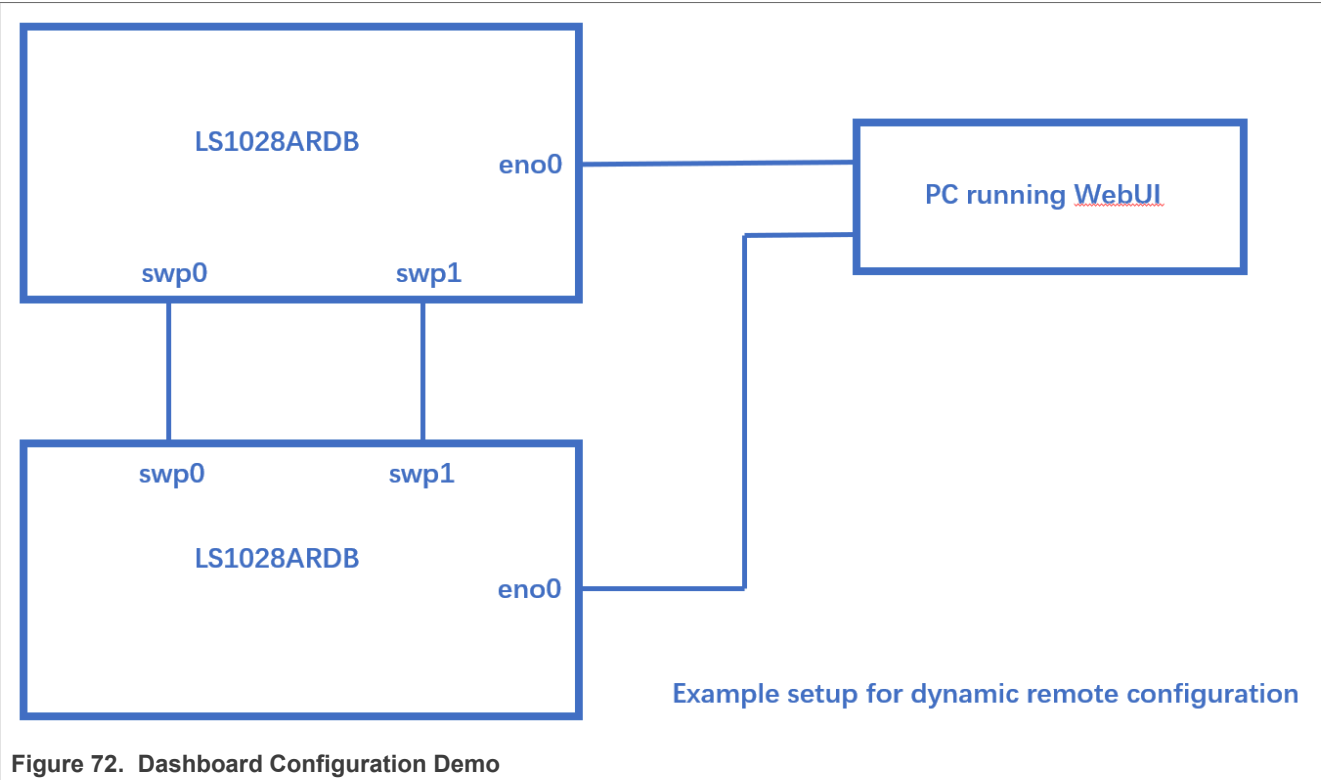 LS1028ARDB
eno0
PC running WebUI
swp0 swp1
swp0 swp1
LS1028ARDB
eno0
Example setup for dynamic remote configuration
Figure 72. Dashboard Configuration Demo